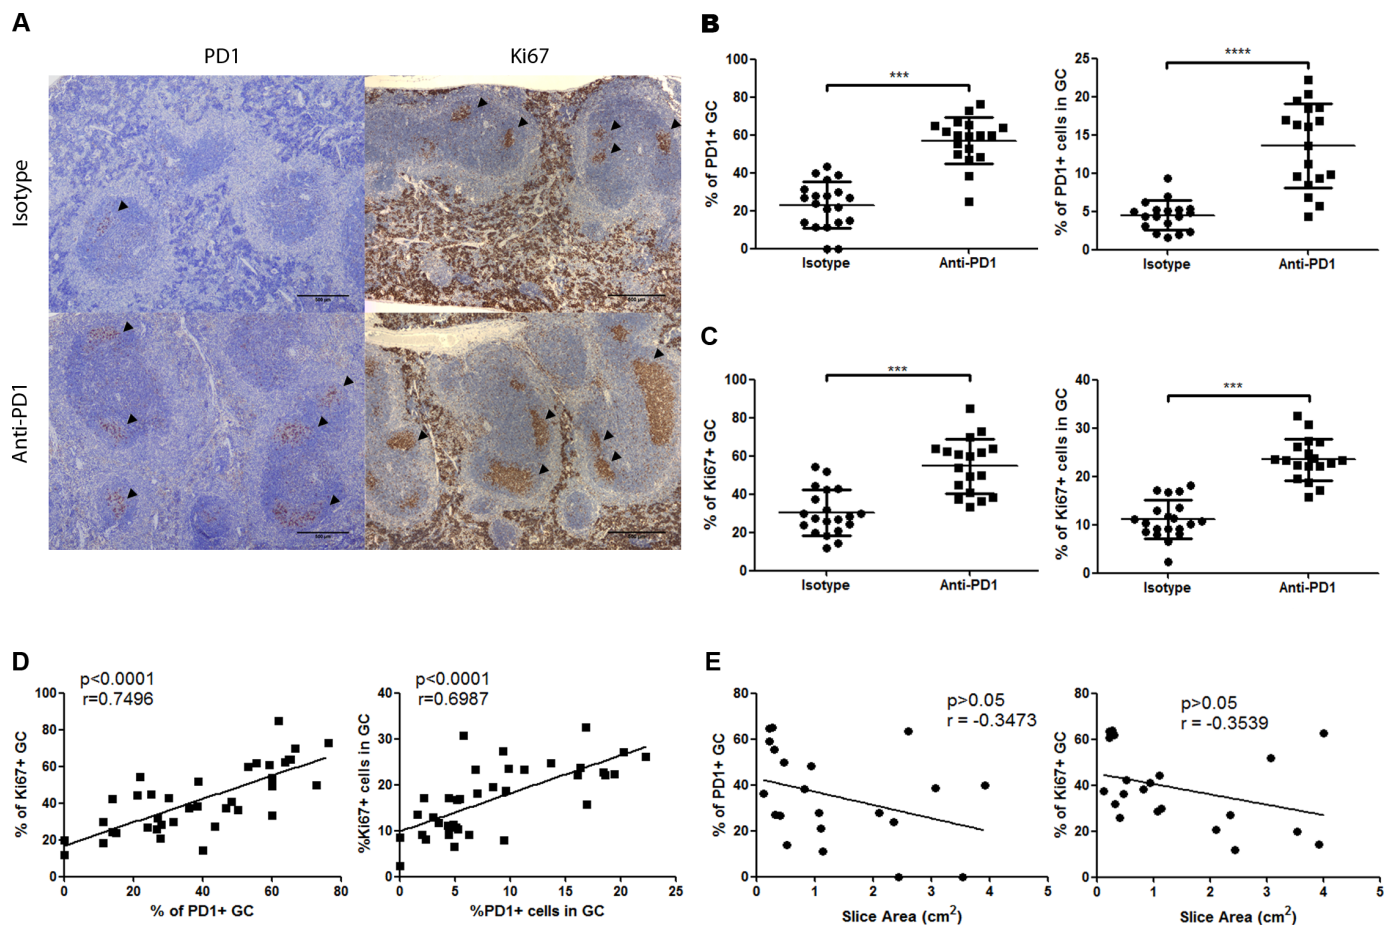 A
PD1
Ki67
Isotype
Anti-PD1
B
% of PD1+ GC
100
80
60
40
20
0
***
Isotype
Anti-PD1
% of PD1+ cells in GC
25
20
15
10
5
0
****
Isotype
Anti-PD1
C
% of Ki67+ GC
100
80
60
40
20
0
***
Isotype
Anti-PD1
% of Ki67+ cells in GC
40
30
20
10
0
***
Isotype
Anti-PD1
D
p<0.0001
r=0.7496
% of Ki67+ GC
100
80
60
40
20
0
0 20 40 60 80
% of PD1+ GC
p<0.0001
r=0.6987
%Ki67+ cells in GC
40
30
20
10
0
0 5 10 15 20 25
%PD1+ cells in GC
E
p>0.05
r = -0.3473
% of PD1+ GC
80
60
40
20
0
0 1 2 3 4 5
Slice Area (cm²)
p>0.05
r = -0.3539
% of Ki67+ GC
80
60
40
20
0
0 1 2 3 4 5
Slice Area (cm²)